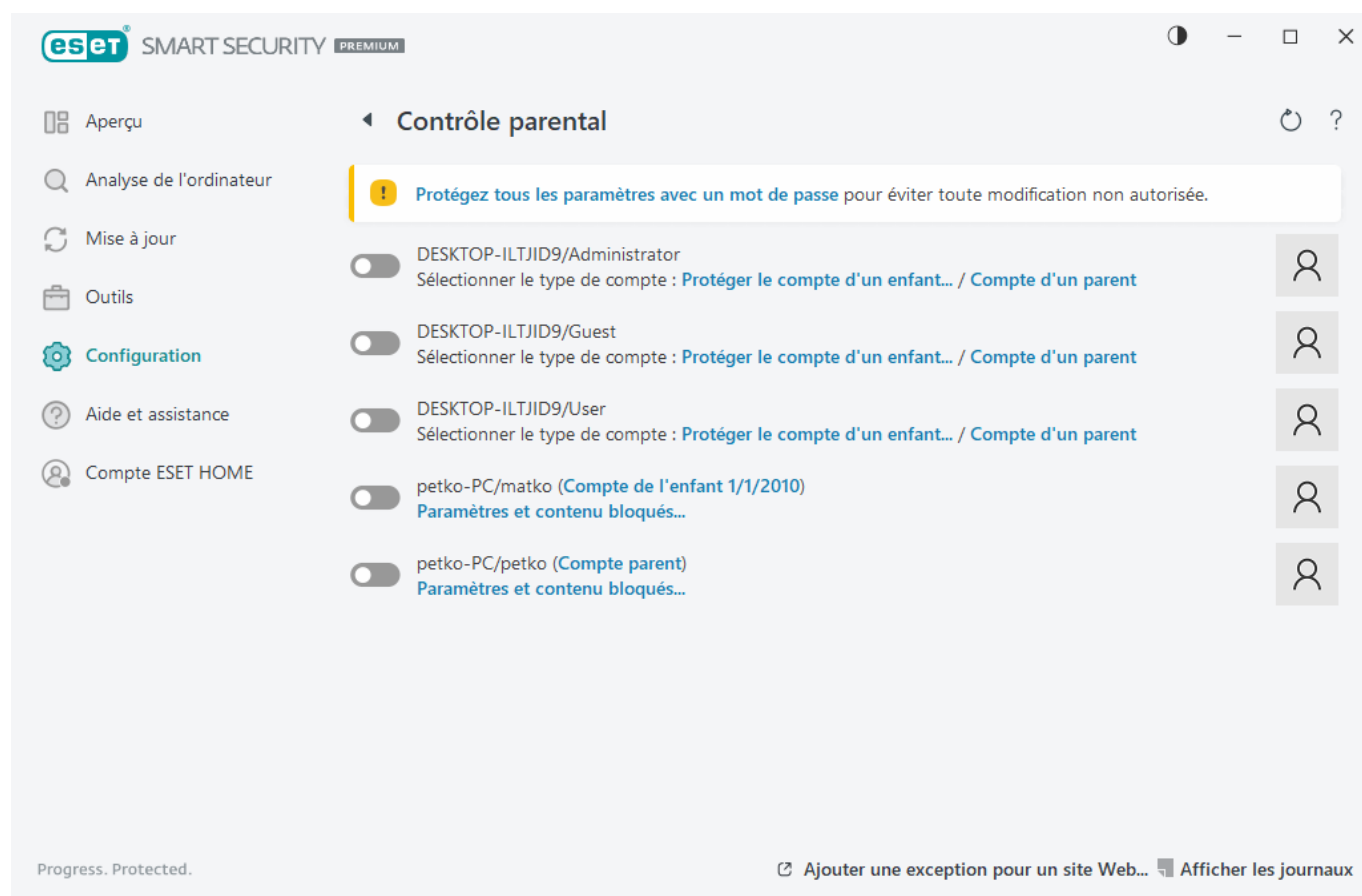 eset® SMART SECURITY PREMIUM
Aperçu
Analyse de l'ordinateur
Mise à jour
Outils
Configuration
Aide et assistance
Compte ESET HOME
Contrôle parental
?
! Protégez tous les paramètres avec un mot de passe pour éviter toute modification non autorisée.
DESKTOP-ILTJID9/Administrator
Sélectionner le type de compte : Protéger le compte d'un enfant... / Compte d'un parent
DESKTOP-ILTJID9/Guest
Sélectionner le type de compte : Protéger le compte d'un enfant... / Compte d'un parent
DESKTOP-ILTJID9/User
Sélectionner le type de compte : Protéger le compte d'un enfant... / Compte d'un parent
petko-PC/matko (Compte de l'enfant 1/1/2010)
Paramètres et contenu bloqués...
petko-PC/petko (Compte parent)
Paramètres et contenu bloqués...
Progress. Protected.
Ajouter une exception pour un site Web... Afficher les journaux